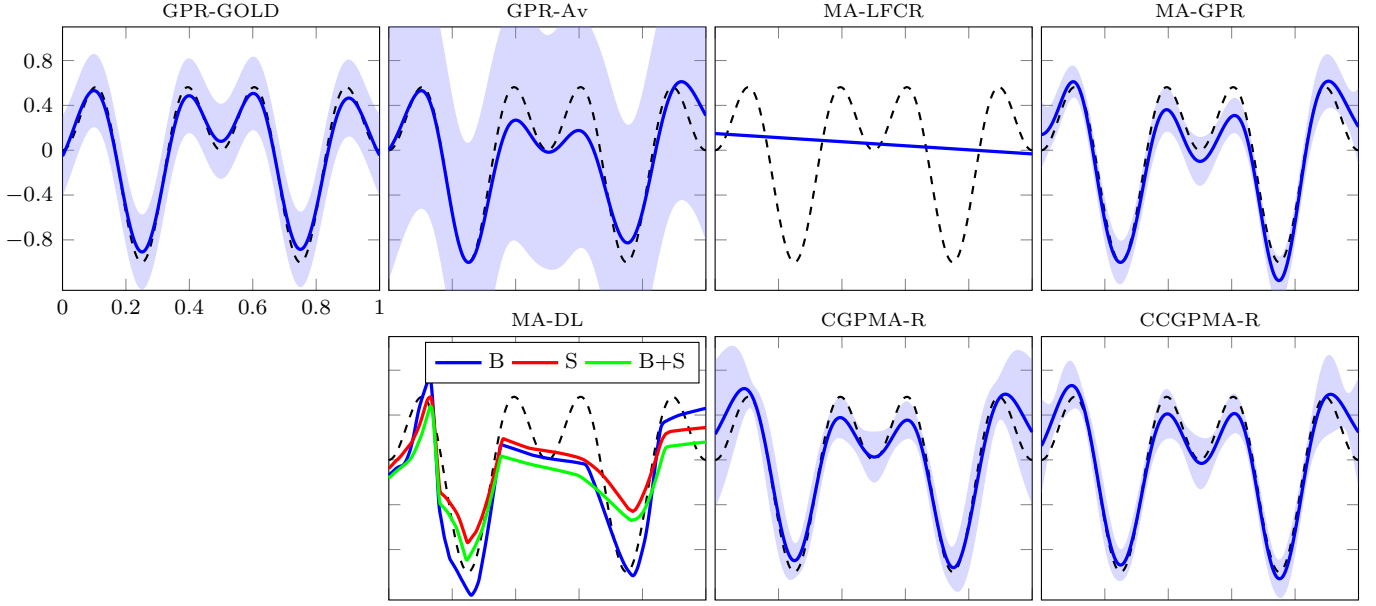 GPR-GOLD GPR-Av MA-LFCR MA-GPR
0.8
0.4
0
−0.4
−0.8
0 0.2 0.4 0.6 0.8 1
MA-DL CGPMA-R CCGPMA-R
B S B+S